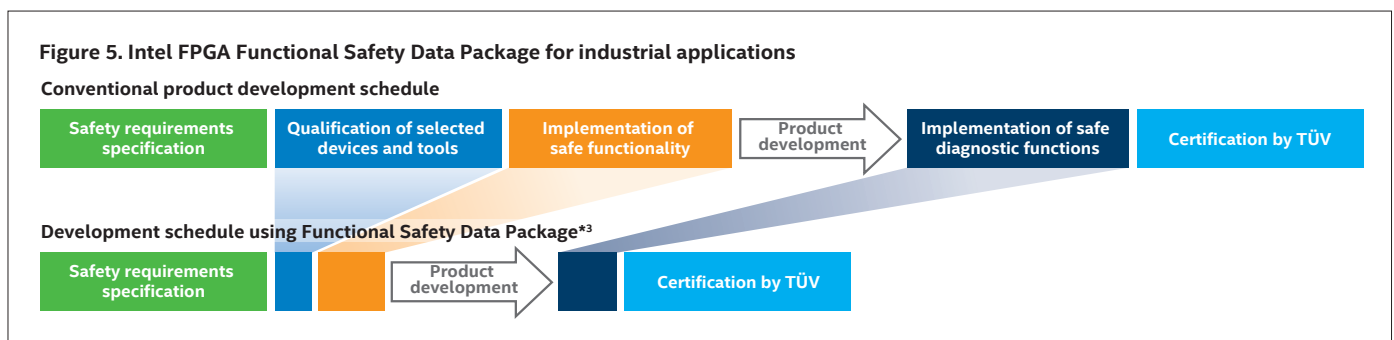 Figure 5. Intel FPGA Functional Safety Data Package for industrial applications
Conventional product development schedule
Safety requirements
specification
Qualification of selected
devices and tools
Implementation of
safe functionality
Product
development
Implementation of safe
diagnostic functions
Certification by TÜV
Development schedule using Functional Safety Data Package*³
Safety requirements
specification
Product
development
Certification by TÜV